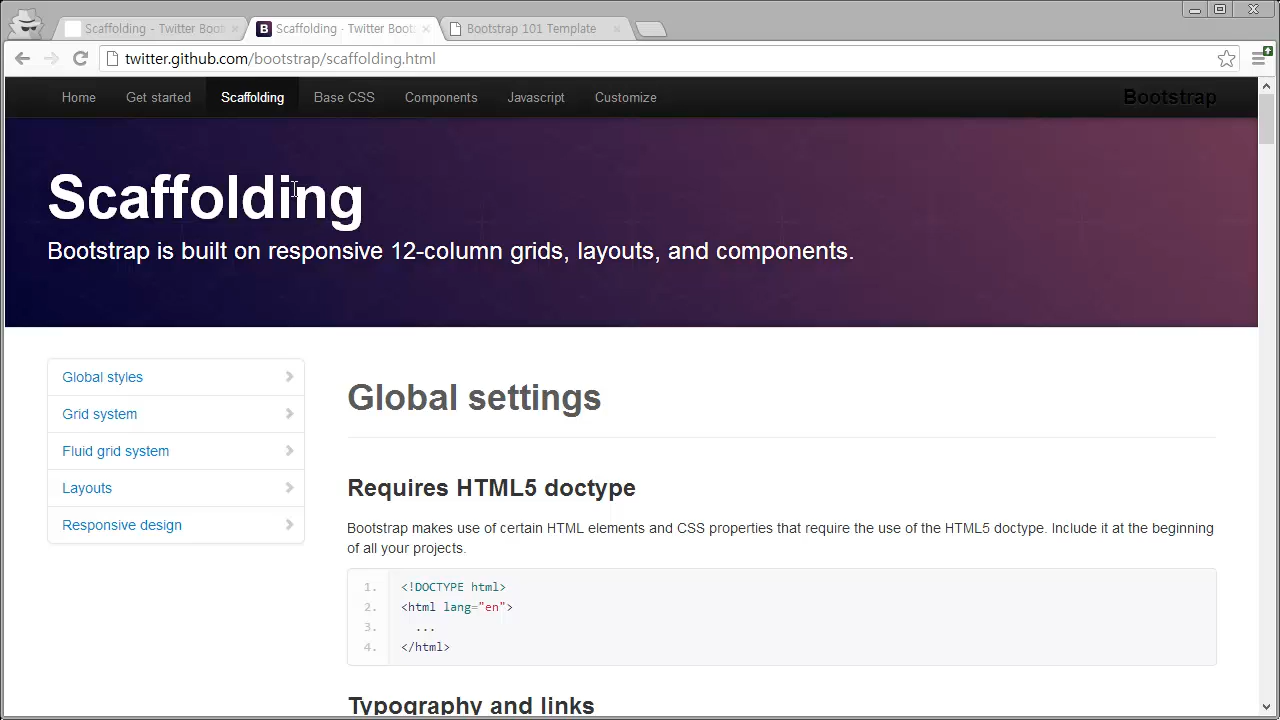 Scaffolding - Twitter Boot
Scaffolding - Twitter Boot
Bootstrap 101 Template
twitter.github.com/bootstrap/scaffolding.html
Home Get started Scaffolding Base CSS Components Javascript Customize Bootstrap
Scaffolding
Bootstrap is built on responsive 12-column grids, layouts, and components.
Global styles
Grid system
Fluid grid system
Layouts
Responsive design
Global settings
Requires HTML5 doctype
Bootstrap makes use of certain HTML elements and CSS properties that require the use of the HTML5 doctype. Include it at the beginning
of all your projects.
1. <!DOCTYPE html>
2. <html lang="en">
3. ...
4. </html>
Typography and links